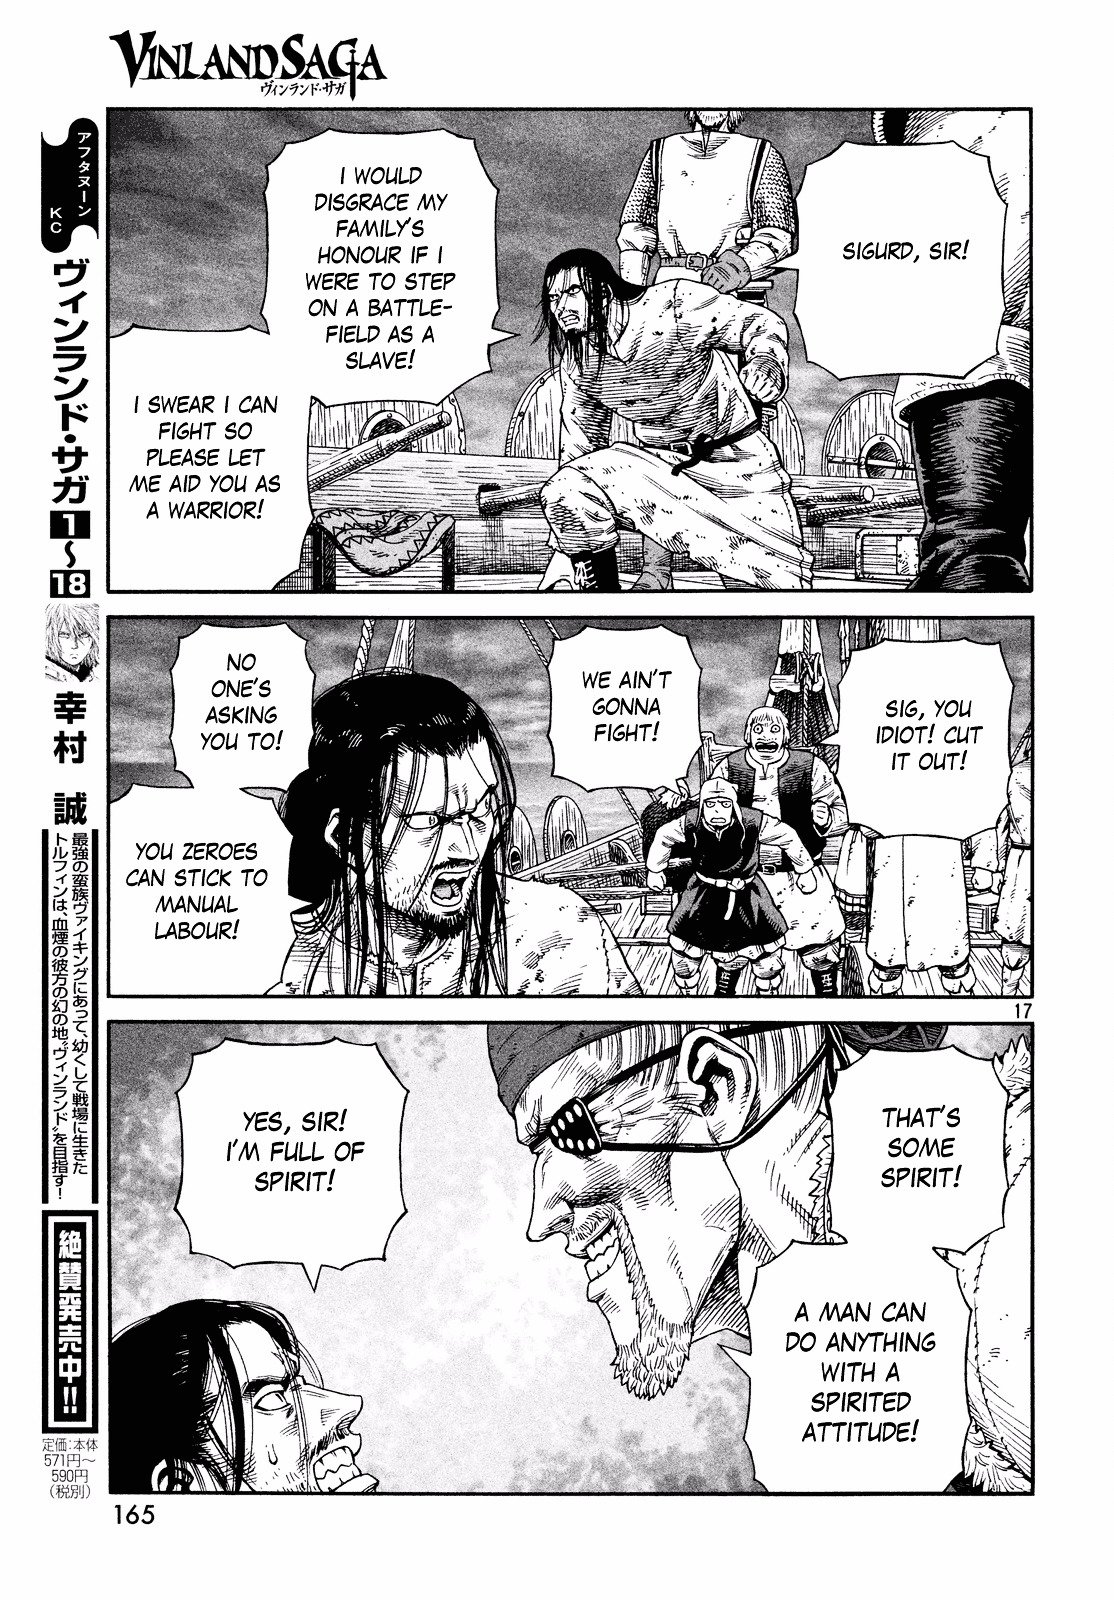 VINLAND SAGA
ヴィンランド・サガ
SIGURD, SIR!
I WOULD
DISGRACE MY
FAMILY'S
HONOUR IF I
WERE TO STEP
ON A BATTLE-
FIELD AS A
SLAVE!
I SWEAR I CAN
FIGHT SO
PLEASE LET
ME AID YOU AS
A WARRIOR!
SIG, YOU
IDIOT! CUT
IT OUT!
WE AIN'T
GONNA
FIGHT!
NO
ONE'S
ASKING
YOU TO!
YOU ZEROES
CAN STICK TO
MANUAL
LABOUR!
17
THAT'S
SOME
SPIRIT!
A MAN CAN
DO ANYTHING
WITH A
SPIRITED
ATTITUDE!
YES, SIR!
I'M FULL OF
SPIRIT!
アフタヌーン
KC
ヴィンランド・サガ1〜18
幸村 誠
最強の蛮族ヴァイキングにあって、幼くして戦場に生きた
トルフィンは、血煙の彼方の幻の地〝ヴィンランド〟を目指す!
絶賛発売中!!
定価:本体
571円〜
590円
(税別)
165